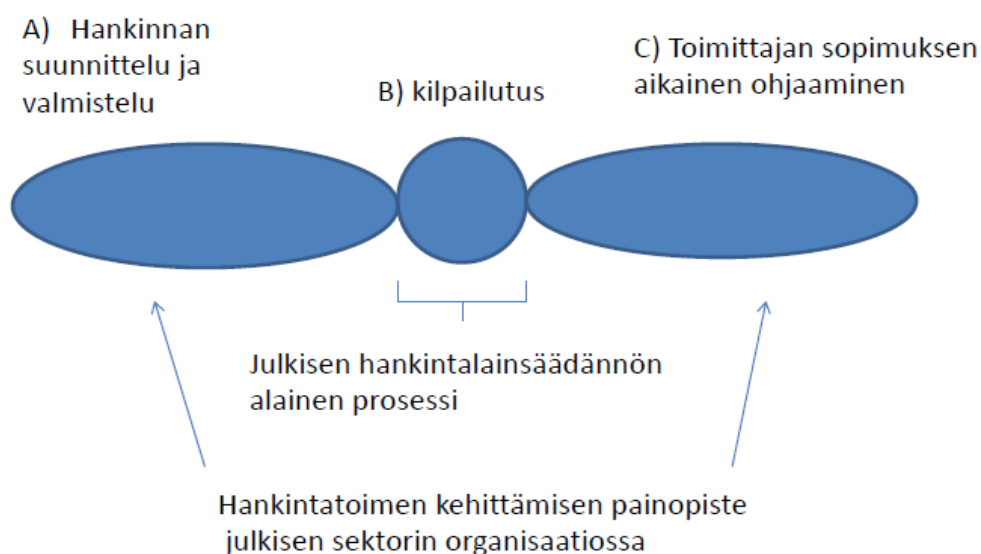 A) Hankinnan
suunnittelu ja
valmistelu
B) kilpailutus
C) Toimittajan sopimuksen
aikainen ohjaaminen
Julkisen hankintalainsäädännön
alainen prosessi
Hankintatoimen kehittämisen painopiste
julkisen sektorin organisaatiossa